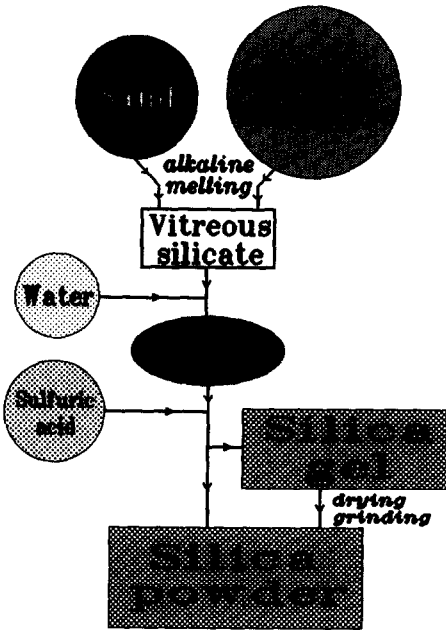 Sand
alkaline
melting
Vitreous
silicate
Water
Sulfuric
acid
Silica
gel
drying
grinding
Silica
powder